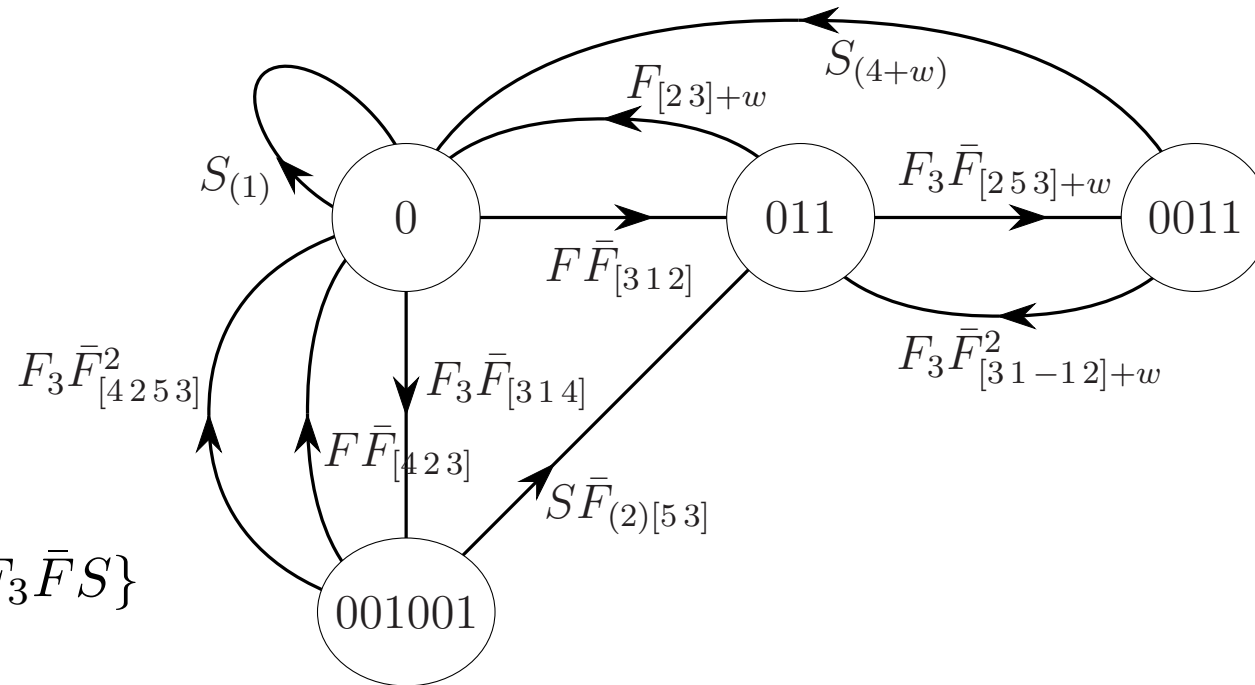 S_{(4+w)}
F_{[2 3]+w}
S_{(1)}
F_3\bar{F}_{[2 5 3]+w}
0
011
0011
F\bar{F}_{[3 1 2]}
F_3\bar{F}^2_{[4 2 5 3]}
F_3\bar{F}_{[3 1 4]}
F_3\bar{F}^2_{[3 1 −1 2]+w}
F\bar{F}_{[4 2 3]}
S\bar{F}_{(2)[5 3]}
F_3\bar{F}S}
001001